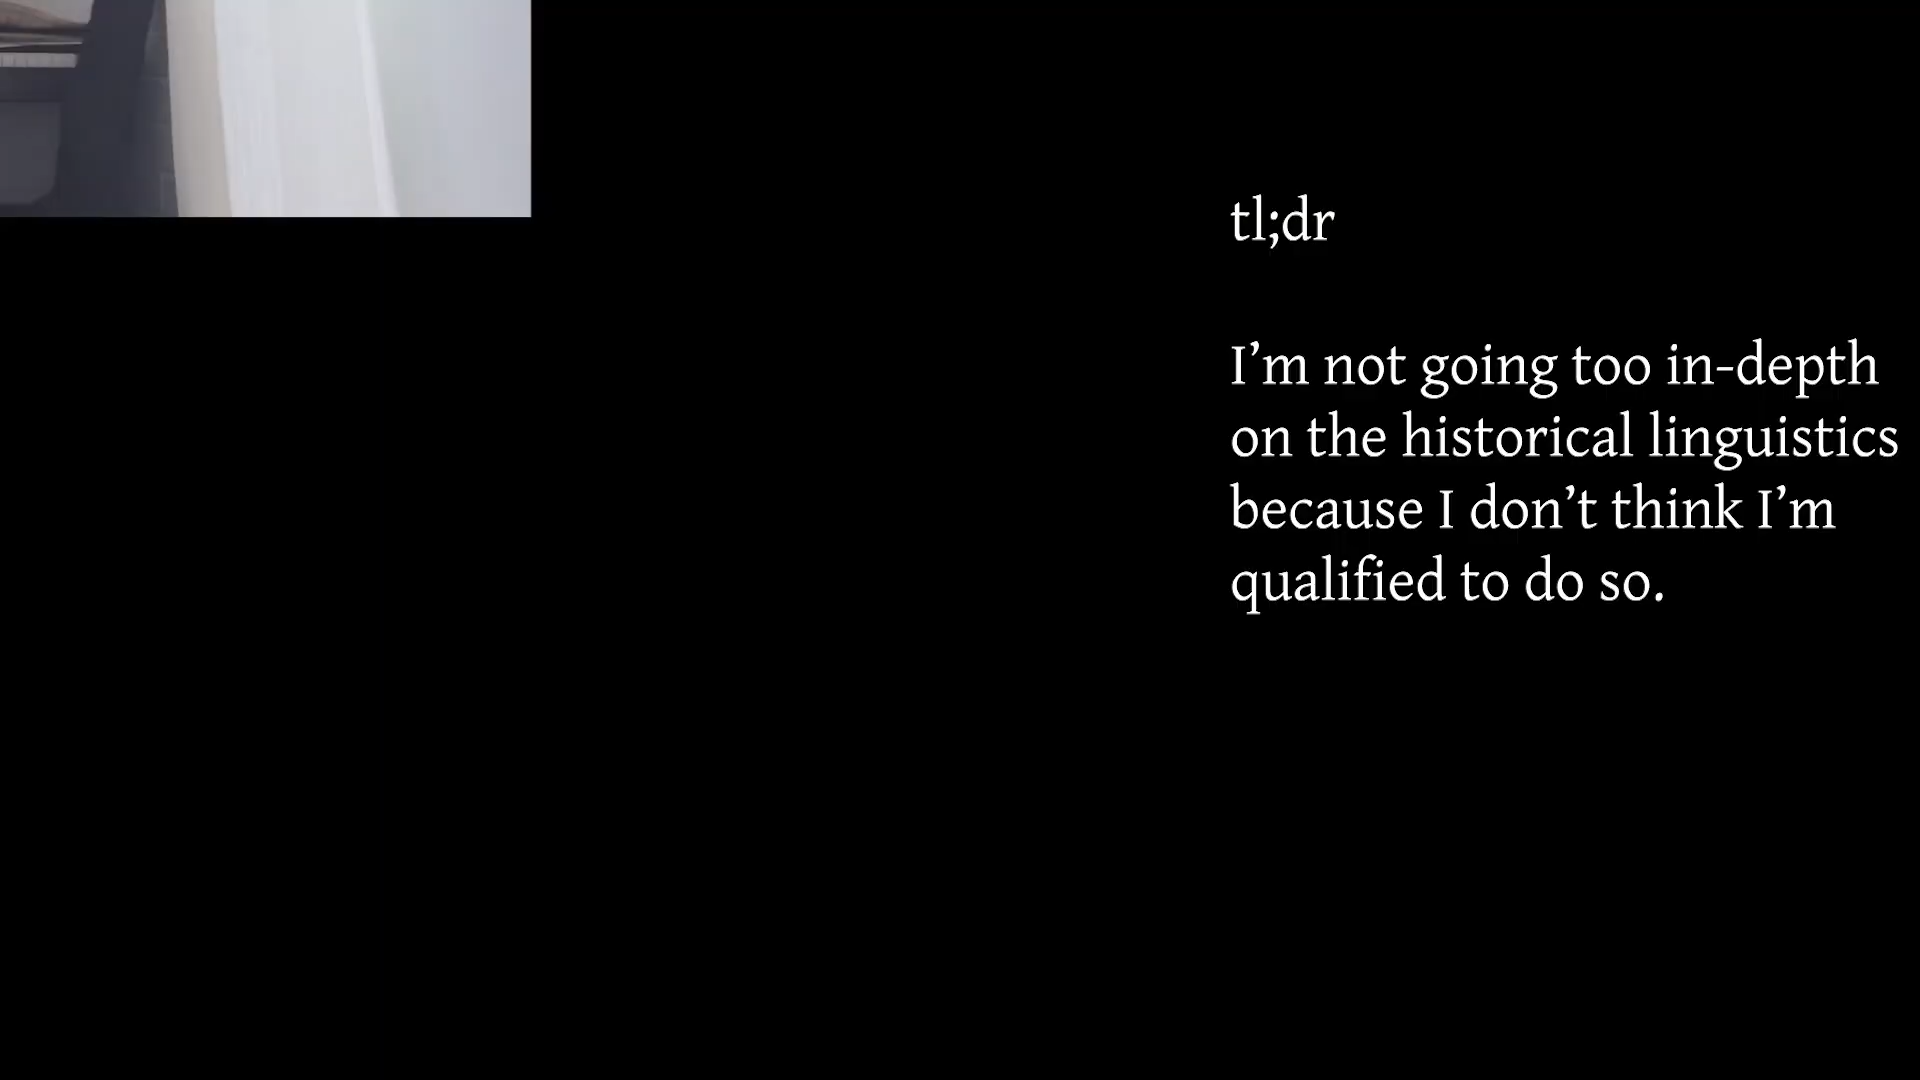 tl;dr
I’m not going too in-depth
on the historical linguistics
because I don’t think I’m
qualified to do so.